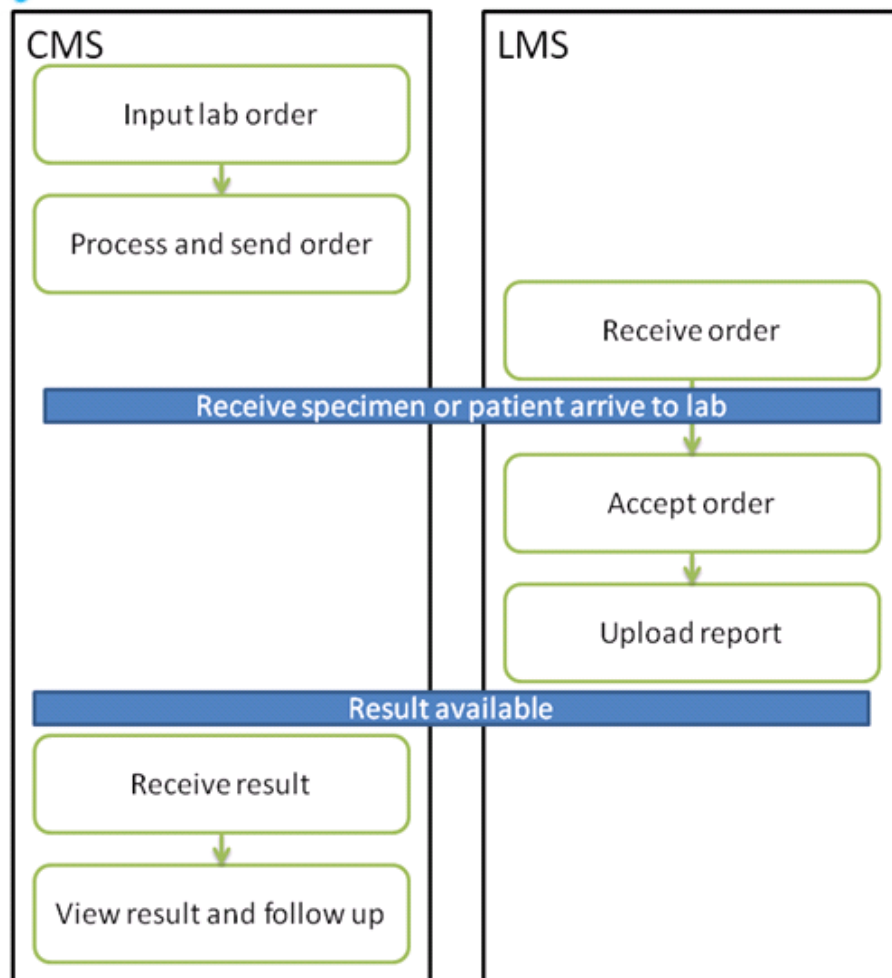 CMS
LMS
Input lab order
Process and send order
Receive order
Receive specimen or patient arrive to lab
Accept order
Upload report
Result available
Receive result
View result and follow up